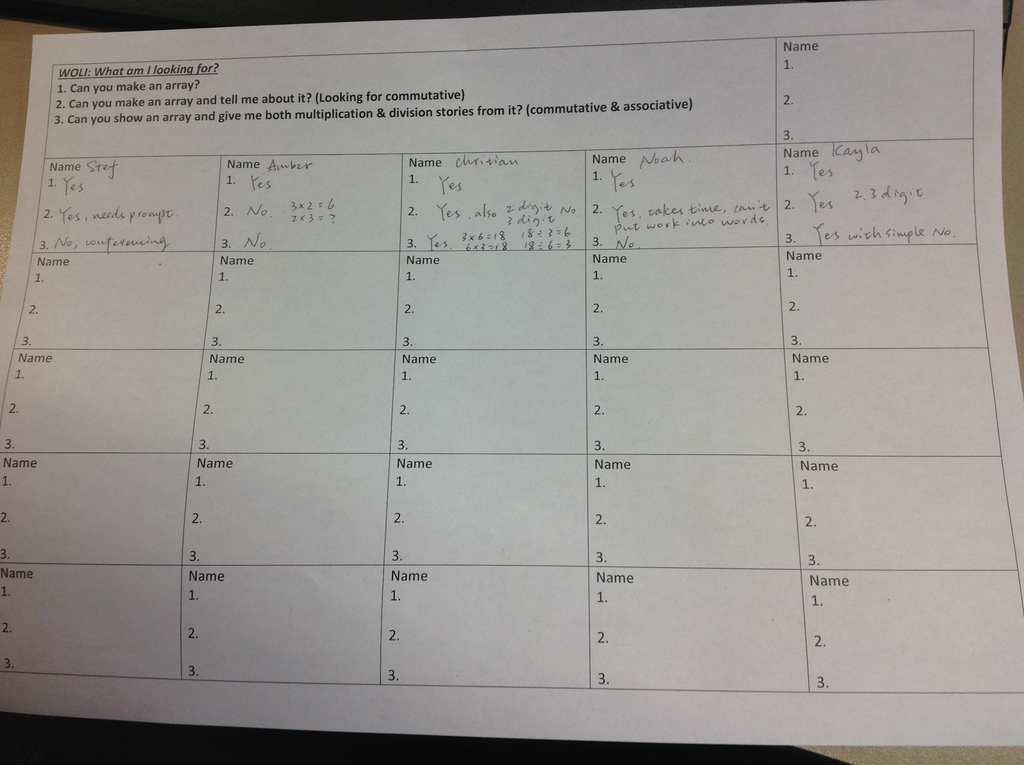 WOLI: What am I looking for?
1. Can you make an array?
2. Can you make an array and tell me about it? (Looking for commutative)
3. Can you show an array and give me both multiplication & division stories from it? (commutative & associative)
Name
1.
2.
3.
Name Stef
1. Yes
2. Yes, needs prompt.
3. No, conferencing
Name Amber
1. Yes
2. No. 3x2=6
2x3=?
3. No.
Name Christian
1. Yes
2. Yes, also 2 digit No.
3 digit
3. Yes. 3x6=18 18÷3=6
6x3=18 18÷6=3
Name Noah.
1. Yes
2. Yes, takes time, can't
put work into words.
3. No.
Name Kayla
1. Yes
2. Yes 2.3 digit
3. Yes with simple No.
Name
1.
2.
3.
Name
1.
2.
3.
Name
1.
2.
3.
Name
1.
2.
3.
Name
1.
2.
3.
Name
1.
2.
3.
Name
1.
2.
3.
Name
1.
2.
3.
Name
1.
2.
3.
Name
1.
2.
3.
Name
1.
2.
3.
Name
1.
2.
3.
Name
1.
2.
3.
Name
1.
2.
3.
Name
1.
2.
3.
Name
1.
2.
3.
Name
1.
2.
3.
Name
1.
2.
3.
Name
1.
2.
3.
Name
1.
2.
3.